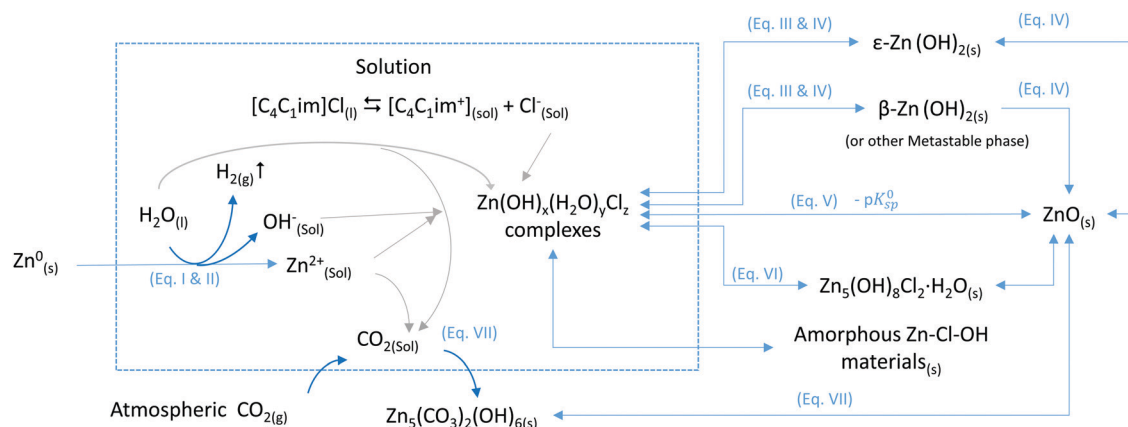 (Eq. III & IV)
ε-Zn (OH)2(s)
(Eq. IV)
Solution
[C4C1im]Cl(l) ⇆ [C4C1im+](sol) + Cl-(Sol)
(Eq. III & IV)
β-Zn (OH)2(s)
(Eq. IV)
(or other Metastable phase)
H2(g)↑
H2O(l)
OH-(Sol)
Zn(OH)x(H2O)yClz
complexes
(Eq. V) - pK0sp
ZnO(s)
Zn0(s)
(Eq. I & II)
Zn2+(Sol)
(Eq. VI)
Zn5(OH)8Cl2·H2O(s)
CO2(Sol)
(Eq. VII)
Amorphous Zn-Cl-OH
materials(s)
Atmospheric CO2(g)
Zn5(CO3)2(OH)6(s)
(Eq. VII)